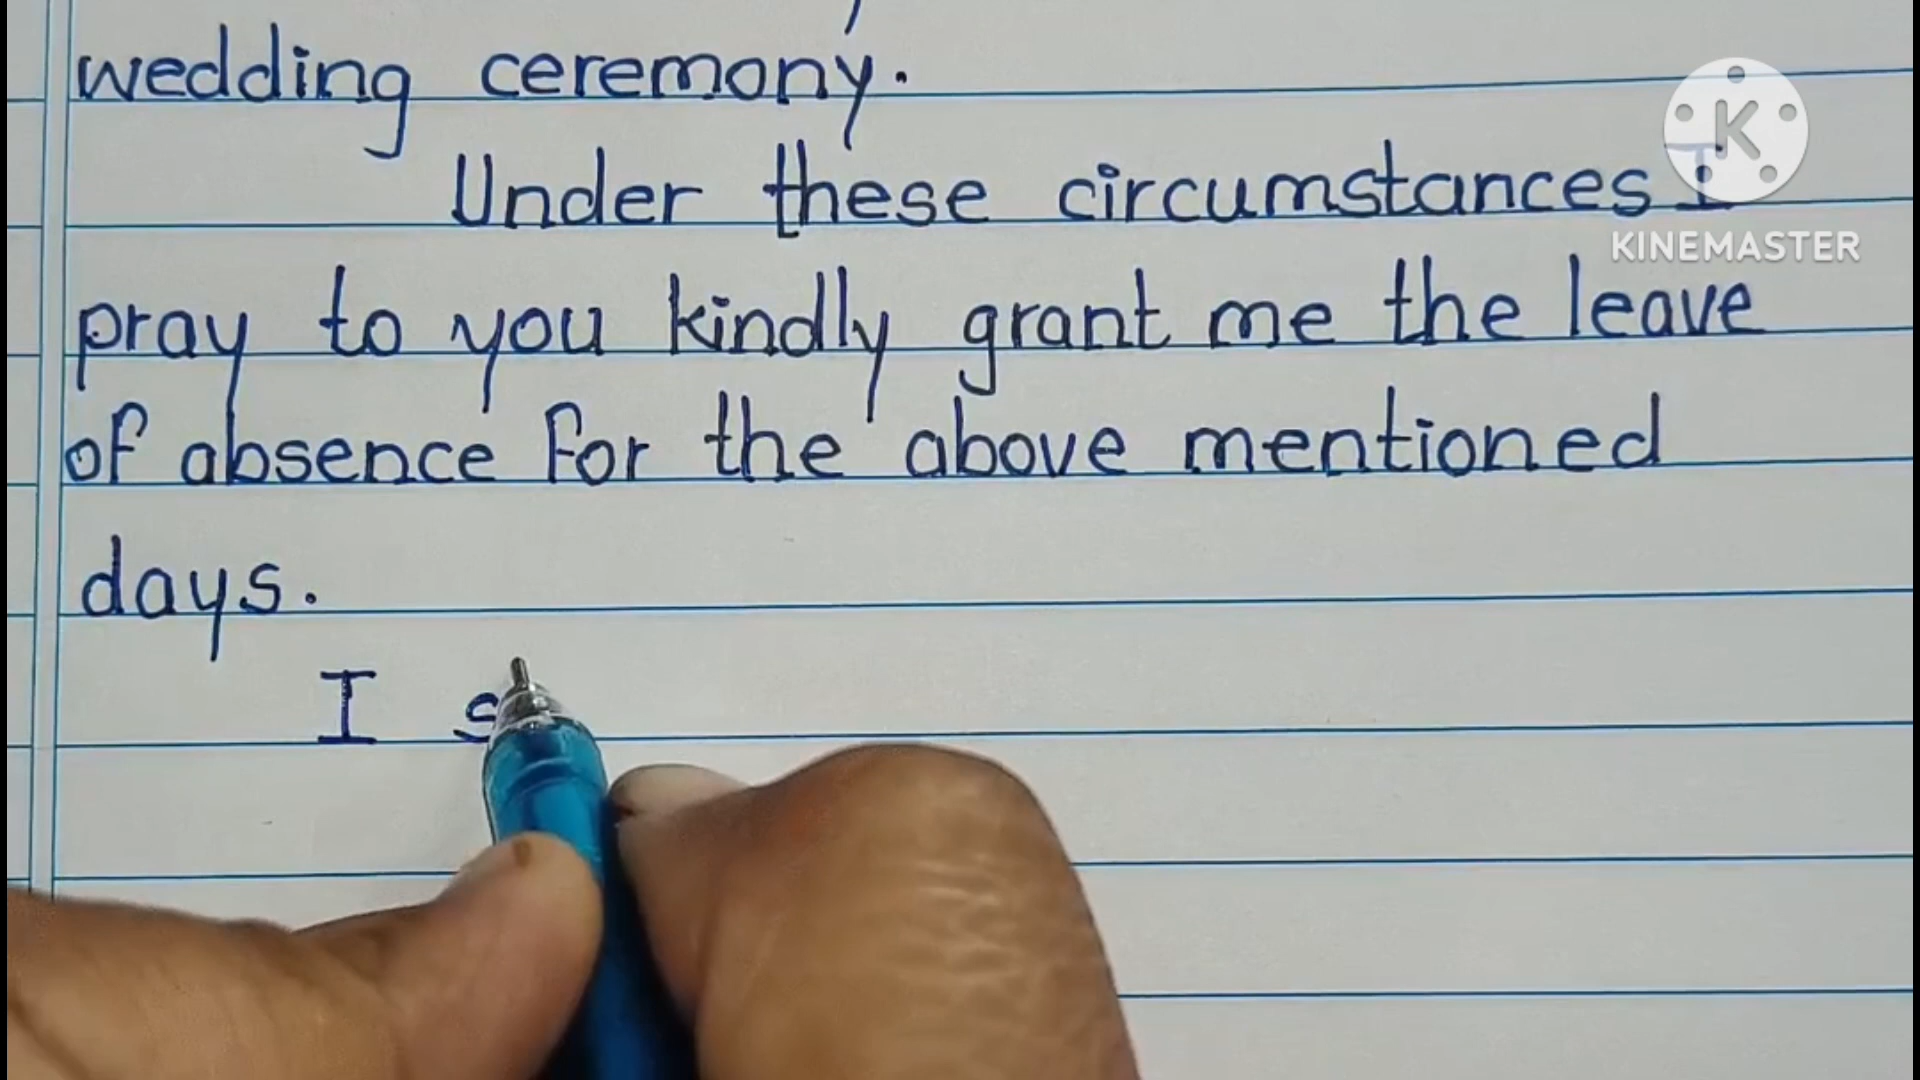 wedding ceremony.
Under these circumstances I
pray to you kindly grant me the leave
of absence for the above mentioned
days.
I s
K
KINEMASTER